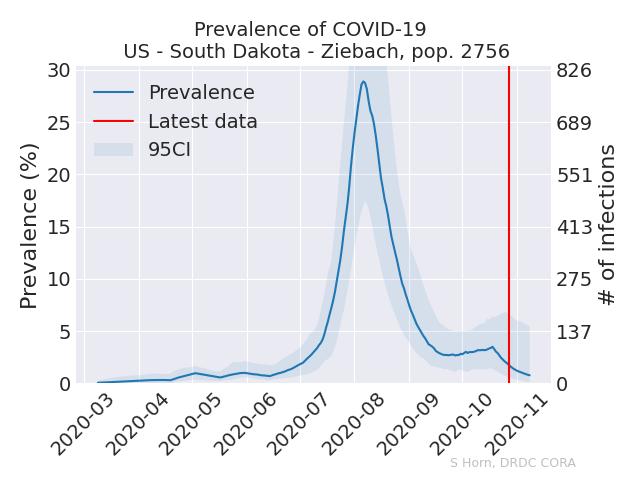 Prevalence of COVID-19
US - South Dakota - Ziebach, pop. 2756
Prevalence (%)
30
25
20
15
10
5
0
Prevalence
Latest data
95CI
826
689
551
413
275
137
0
# of infections
2020-03
2020-04
2020-05
2020-06
2020-07
2020-08
2020-09
2020-10
2020-11
S Horn, DRDC CORA